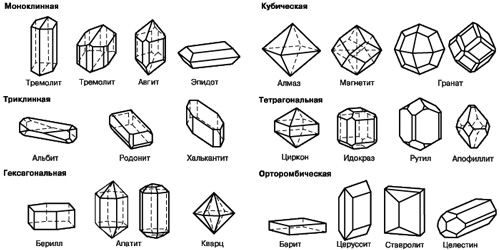 Моноклинная
Тремолит Тремолит Авгит Эпидот
Триклинная
Альбит Родонит Халькантит
Гексагональная
Берилл Апатит Кварц
Кубическая
Алмаз Магнетит Гранат
Тетрагональная
Циркон Идокраз Рутил Апофиллит
Орторомбическая
Барит Церуссит Ставролит Целестин